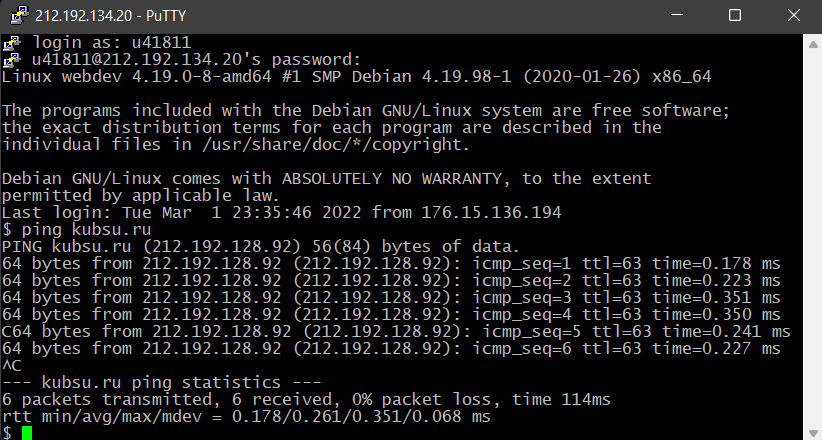 212.192.134.20 - PuTTY
login as: u41811
u41811@212.192.134.20's password:
Linux webdev 4.19.0-8-amd64 #1 SMP Debian 4.19.98-1 (2020-01-26) x86_64
The programs included with the Debian GNU/Linux system are free software;
the exact distribution terms for each program are described in the
individual files in /usr/share/doc/*/copyright.
Debian GNU/Linux comes with ABSOLUTELY NO WARRANTY, to the extent
permitted by applicable law.
Last login: Tue Mar  1 23:35:46 2022 from 176.15.136.194
$ ping kubsu.ru
PING kubsu.ru (212.192.128.92) 56(84) bytes of data.
64 bytes from 212.192.128.92 (212.192.128.92): icmp_seq=1 ttl=63 time=0.178 ms
64 bytes from 212.192.128.92 (212.192.128.92): icmp_seq=2 ttl=63 time=0.223 ms
64 bytes from 212.192.128.92 (212.192.128.92): icmp_seq=3 ttl=63 time=0.351 ms
64 bytes from 212.192.128.92 (212.192.128.92): icmp_seq=4 ttl=63 time=0.350 ms
C64 bytes from 212.192.128.92 (212.192.128.92): icmp_seq=5 ttl=63 time=0.241 ms
64 bytes from 212.192.128.92 (212.192.128.92): icmp_seq=6 ttl=63 time=0.227 ms
^C
--- kubsu.ru ping statistics ---
6 packets transmitted, 6 received, 0% packet loss, time 114ms
rtt min/avg/max/mdev = 0.178/0.261/0.351/0.068 ms
$